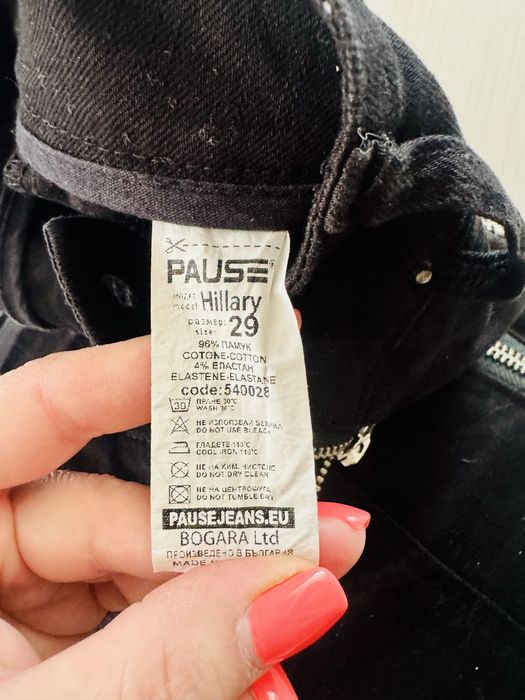 PAUSE®
модел:
model: Hillary
размер:
size: 29
96% ПАМУК
COTONE-COTTON
4% ЕЛАСТАН
ELASTENE-ELASTANE
code:540028
30 ПРАНЕ 30°C
WASH 30°C
НЕ ИЗПОЛЗВАЙ БЕЛИНА
DO NOT USE BLEACH
ГЛАДЕТЕ 110°C
COOL IRON 110°C
НЕ НА ХИМ. ЧИСТЕНЕ
DO NOT DRY CLEAN
НЕ НА ЦЕНТРОФУГА
DO NOT TUMBLE DRY
PAUSEJEANS.EU
BOGARA Ltd
ПРОИЗВЕДЕНО В БЪЛГАРИЯ
MADE